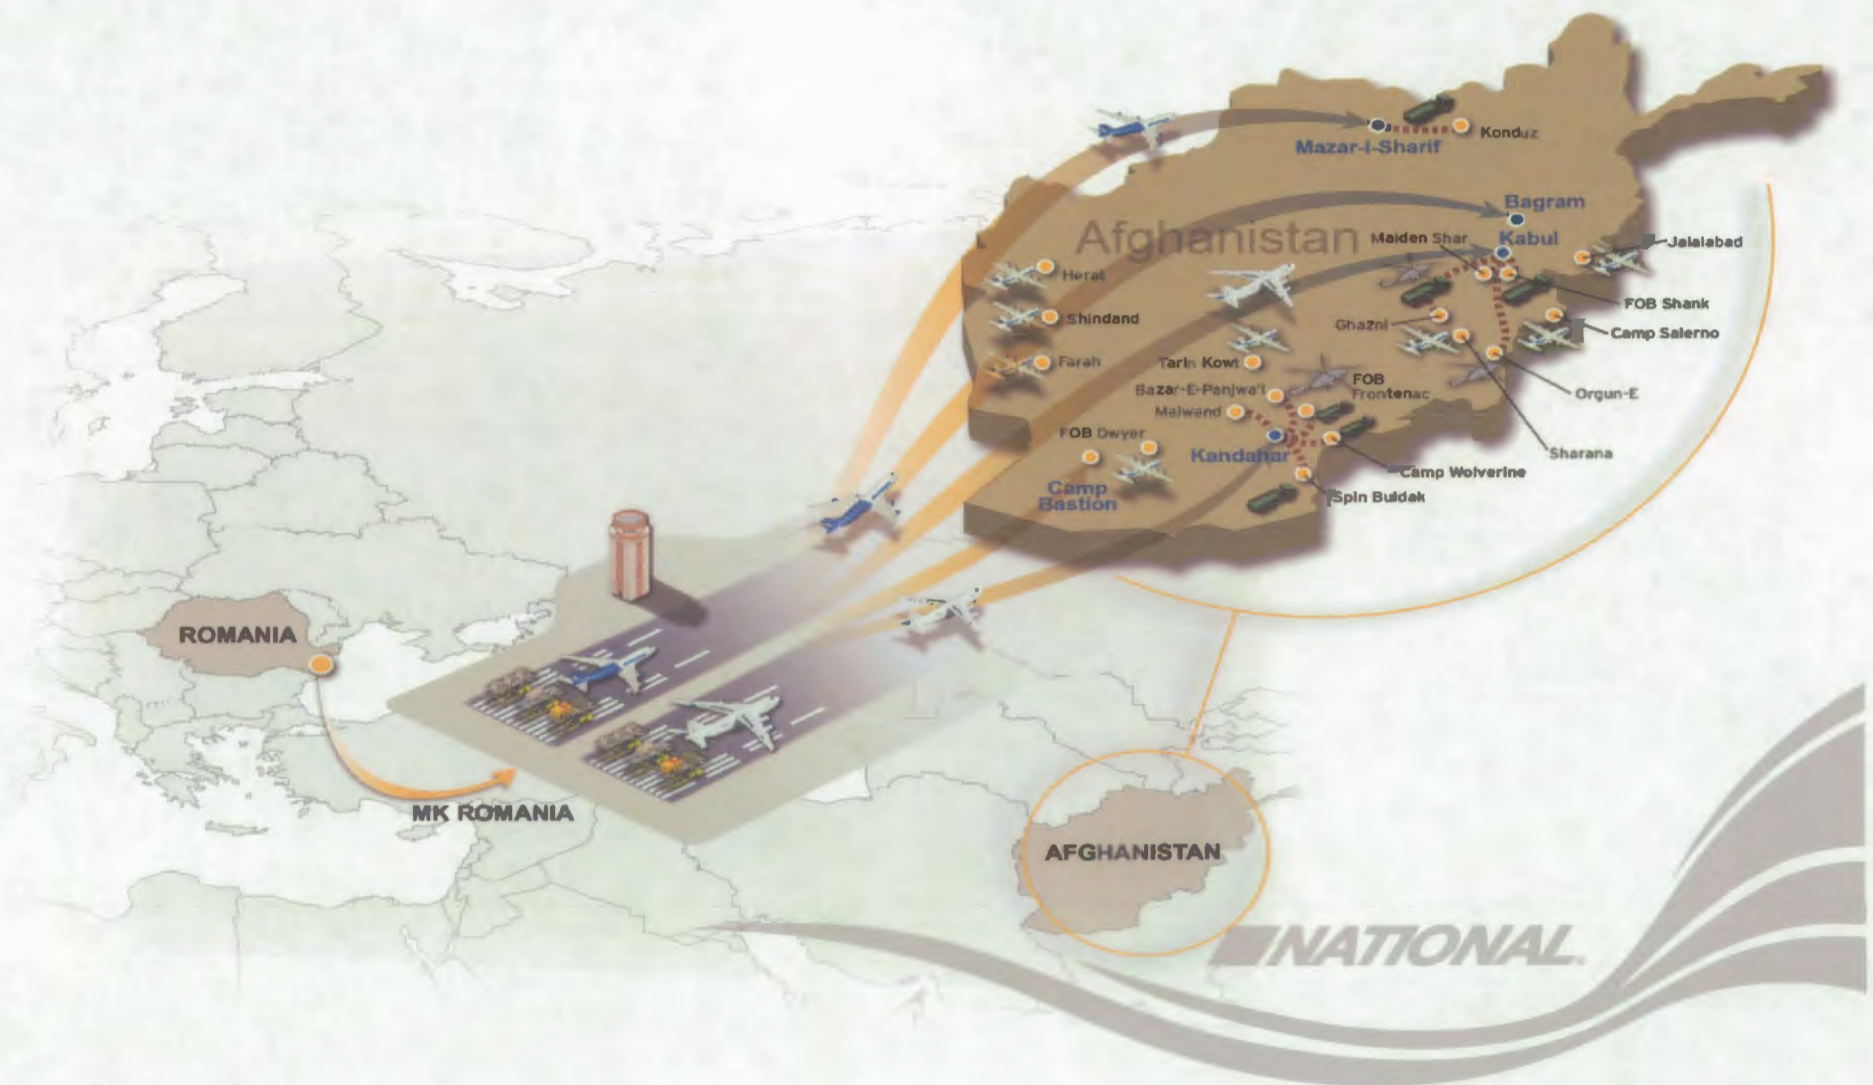 Konduz
Mazar-i-Sharif
Bagram
Afghanistan
Maiden Shar
Kabul
Jalalabad
Herat
FOB Shank
Shindand
Ghazni
Camp Salerno
Farah
Tarin Kowt
FOB
Frontenac
Bazar-E-Panjwa'i
Orgun-E
Maiwand
FOB Dwyer
Kandahar
Sharana
Camp Wolverine
Camp
Bastion
Spin Buldak
ROMANIA
MK ROMANIA
AFGHANISTAN
NATIONAL